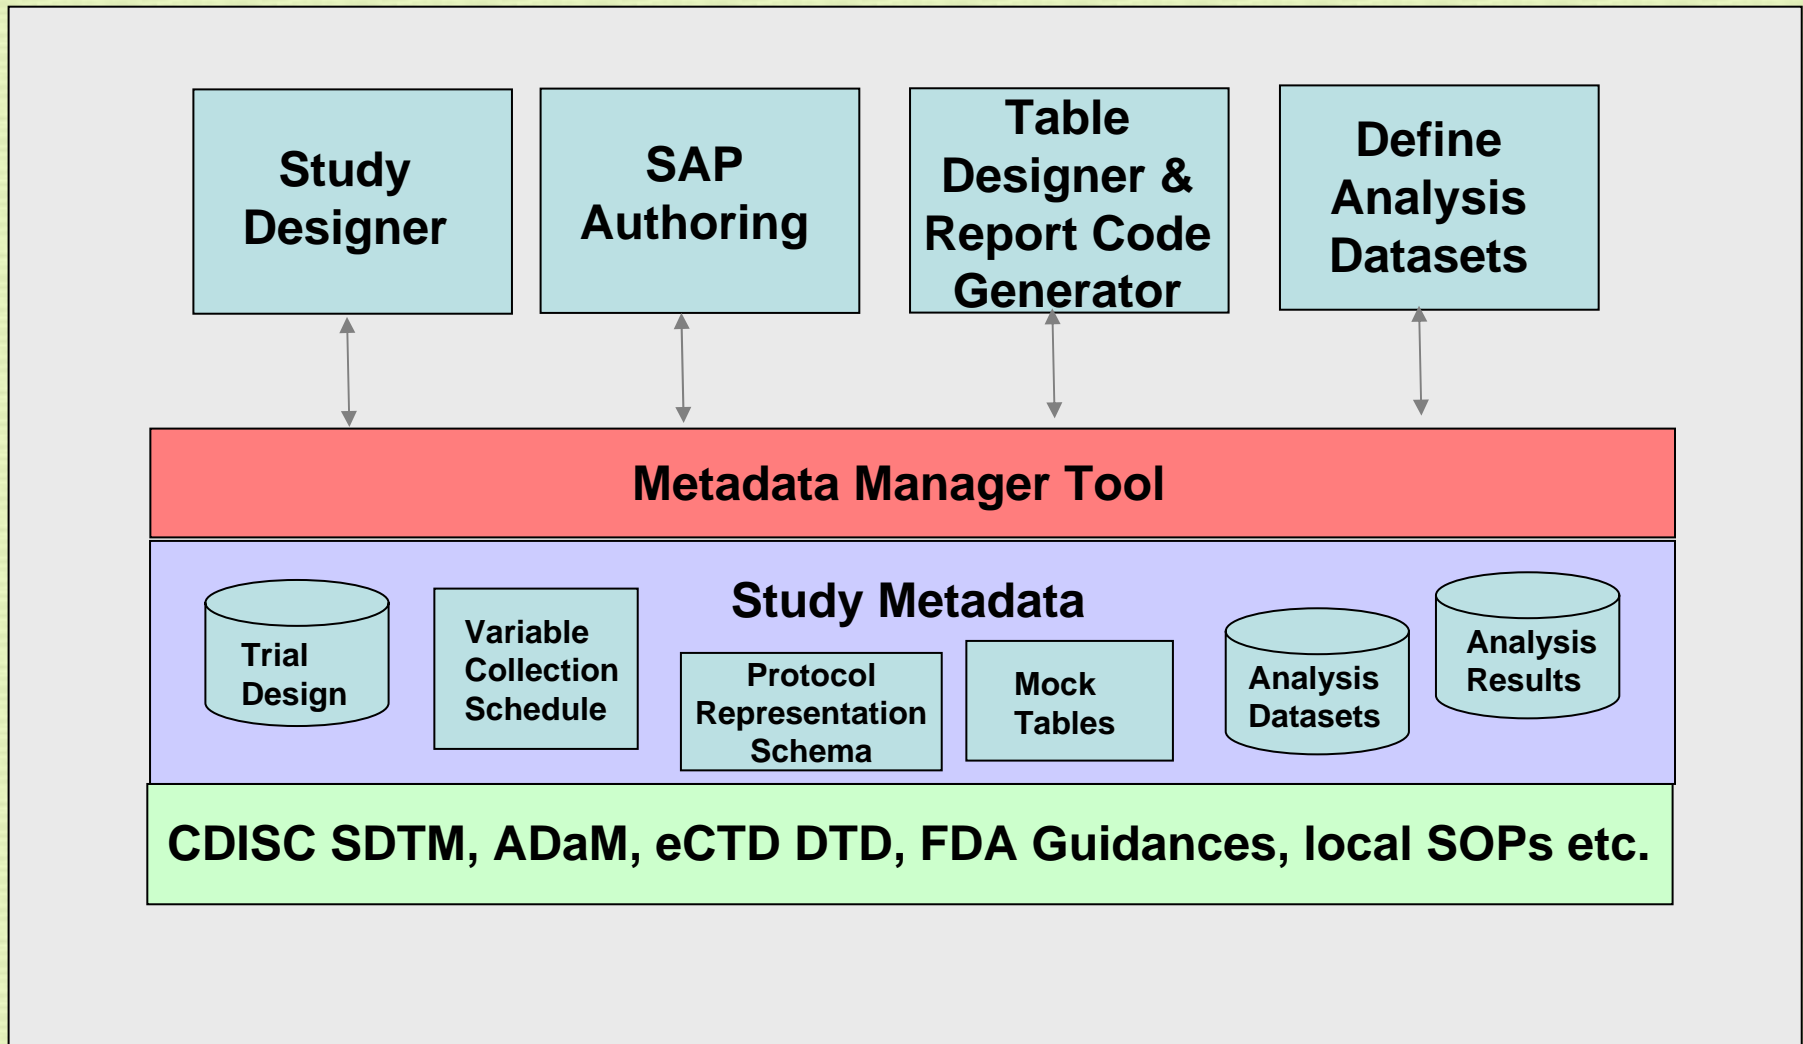 Study
Designer
SAP
Authoring
Table
Designer &
Report Code
Generator
Define
Analysis
Datasets
Metadata Manager Tool
Study Metadata
Trial
Design
Variable
Collection
Schedule
Protocol
Representation
Schema
Mock
Tables
Analysis
Datasets
Analysis
Results
CDISC SDTM, ADaM, eCTD DTD, FDA Guidances, local SOPs etc.